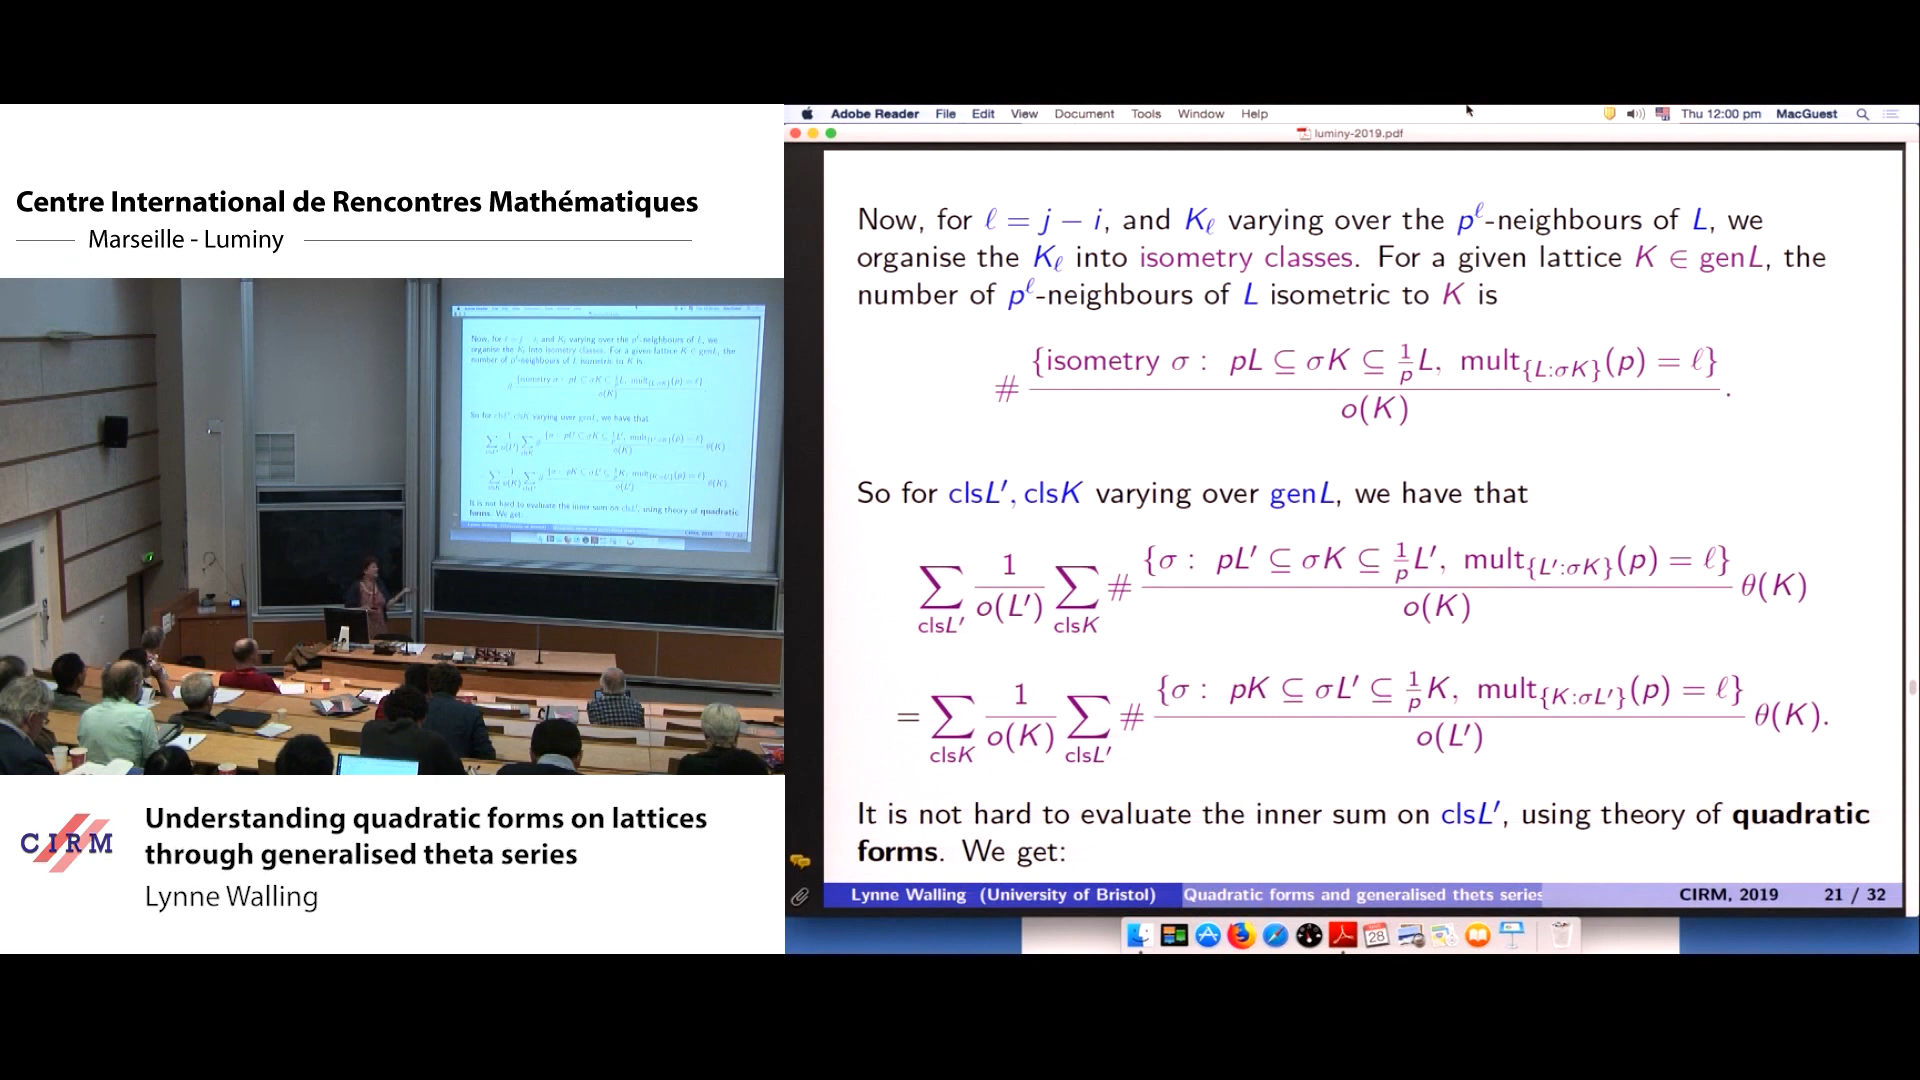 Centre International de Rencontres Mathématiques
Marseille - Luminy
Understanding quadratic forms on lattices
through generalised theta series
Lynne Walling
CIRM
Adobe Reader File Edit View Document Tools Window Help Thu 12:00 pm MacGuest
luminy-2019.pdf
Now, for ℓ = j − i, and K_ℓ varying over the p^ℓ-neighbours of L, we
organise the K_ℓ into isometry classes. For a given lattice K ∈ genL, the
number of p^ℓ-neighbours of L isometric to K is
# {isometry σ : pL ⊆ σK ⊆ 1/p L, mult_{L:σK}(p) = ℓ} / o(K) .
So for clsL′, clsK varying over genL, we have that
∑_clsL′ 1/o(L′) ∑_clsK # {σ : pL′ ⊆ σK ⊆ 1/p L′, mult_{L′:σK}(p) = ℓ} / o(K) θ(K)
= ∑_clsK 1/o(K) ∑_clsL′ # {σ : pK ⊆ σL′ ⊆ 1/p K, mult_{K:σL′}(p) = ℓ} / o(L′) θ(K).
It is not hard to evaluate the inner sum on clsL′, using theory of quadratic
forms. We get:
Lynne Walling (University of Bristol) Quadratic forms and generalised thets series CIRM, 2019 21 / 32
28